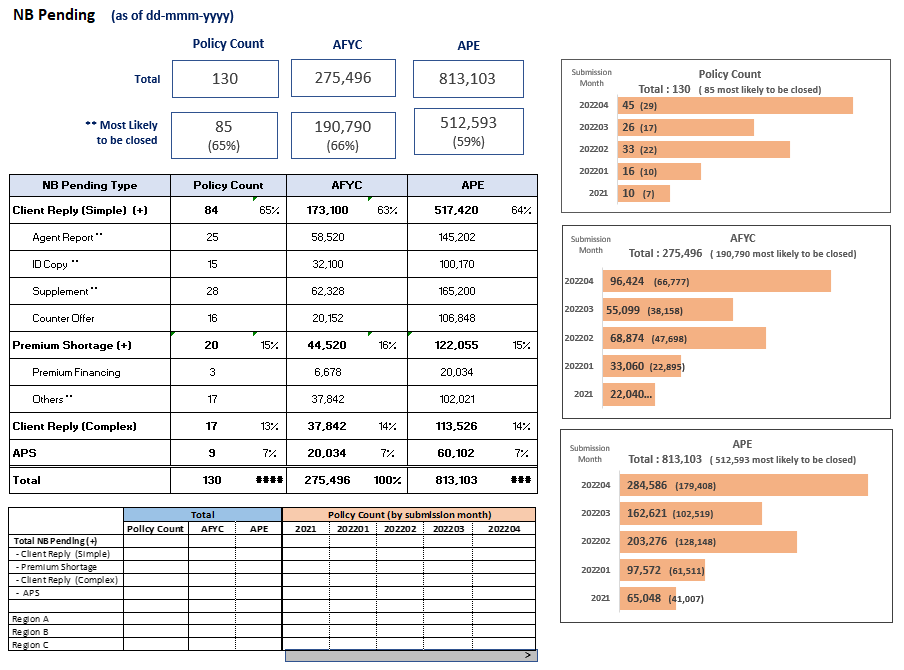 NB Pending (as of dd-mmm-yyyy)
Policy Count AFYC APE
Total 130 275,496 813,103
** Most Likely to be closed 85 (65%) 190,790 (66%) 512,593 (59%)
NB Pending Type Policy Count AFYC APE
Client Reply (Simple) (+) 84 65% 173,100 63% 517,420 64%
Agent Report ** 25 58,520 145,202
ID Copy ** 15 32,100 100,170
Supplement ** 28 62,328 165,200
Counter Offer 16 20,152 106,848
Premium Shortage (+) 20 15% 44,520 16% 122,055 15%
Premium Financing 3 6,678 20,034
Others ** 17 37,842 102,021
Client Reply (Complex) 17 13% 37,842 14% 113,526 14%
APS 9 7% 20,034 7% 60,102 7%
Total 130 #### 275,496 100% 813,103 ###
Total Policy Count (by submission month)
Policy Count AFYC APE 2021 202201 202202 202203 202204
Total NB Pending (+)
- Client Reply (Simple)
- Premium Shortage
- Client Reply (Complex)
- APS
Region A
Region B
Region C
>
Submission Month
Policy Count
Total : 130 ( 85 most likely to be closed)
202204 45 (29)
202203 26 (17)
202202 33 (22)
202201 16 (10)
2021 10 (7)
Submission Month
AFYC
Total : 275,496 ( 190,790 most likely to be closed)
202204 96,424 (66,777)
202203 55,099 (38,158)
202202 68,874 (47,698)
202201 33,060 (22,895)
2021 22,040...
Submission Month
APE
Total : 813,103 ( 512,593 most likely to be closed)
202204 284,586 (179,408)
202203 162,621 (102,519)
202202 203,276 (128,148)
202201 97,572 (61,511)
2021 65,048 (41,007)